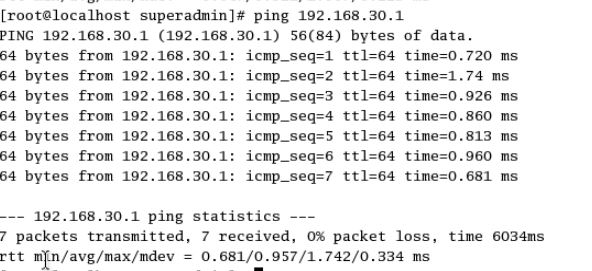 [root@localhost superadmin]# ping 192.168.30.1
PING 192.168.30.1 (192.168.30.1) 56(84) bytes of data.
64 bytes from 192.168.30.1: icmp_seq=1 ttl=64 time=0.720 ms
64 bytes from 192.168.30.1: icmp_seq=2 ttl=64 time=1.74 ms
64 bytes from 192.168.30.1: icmp_seq=3 ttl=64 time=0.926 ms
64 bytes from 192.168.30.1: icmp_seq=4 ttl=64 time=0.860 ms
64 bytes from 192.168.30.1: icmp_seq=5 ttl=64 time=0.813 ms
64 bytes from 192.168.30.1: icmp_seq=6 ttl=64 time=0.960 ms
64 bytes from 192.168.30.1: icmp_seq=7 ttl=64 time=0.681 ms
--- 192.168.30.1 ping statistics ---
7 packets transmitted, 7 received, 0% packet loss, time 6034ms
rtt min/avg/max/mdev = 0.681/0.957/1.742/0.334 ms